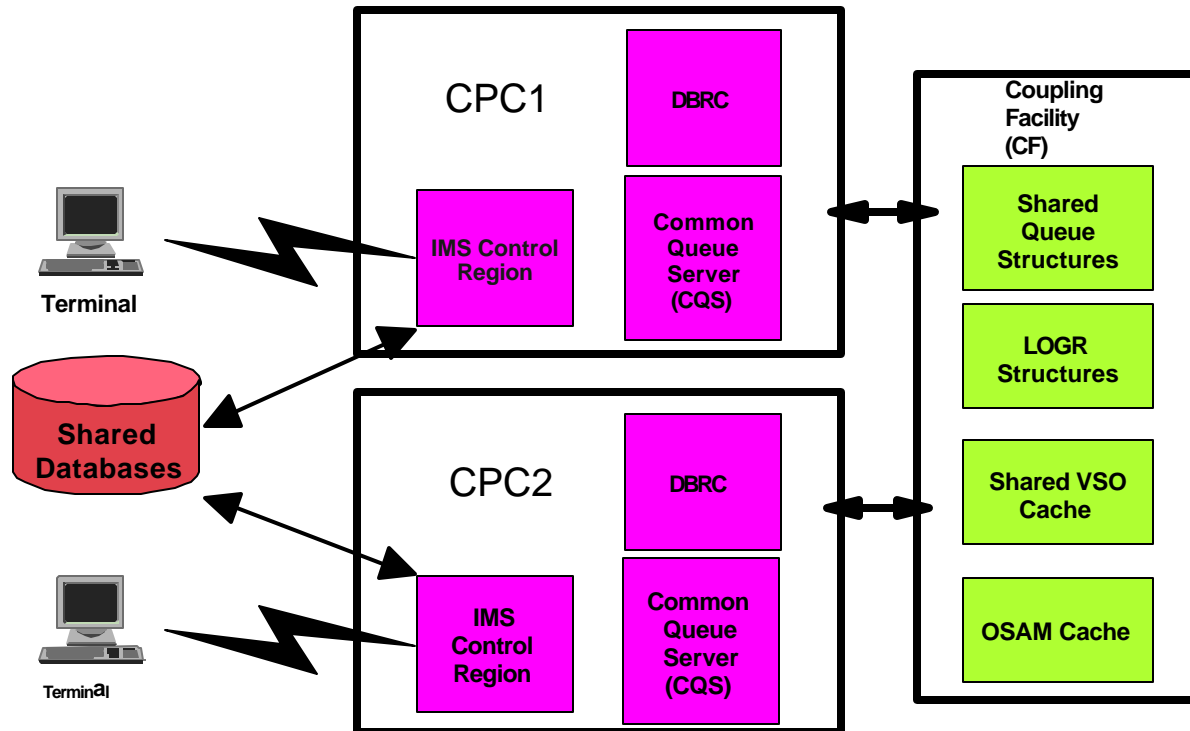 CPC1
DBRC
IMS Control
Region
Common
Queue
Server
(CQS)
Terminal
Shared
Databases
CPC2
DBRC
IMS
Control
Region
Common
Queue
Server
(CQS)
Terminal
Coupling
Facility
(CF)
Shared
Queue
Structures
LOGR
Structures
Shared VSO
Cache
OSAM Cache